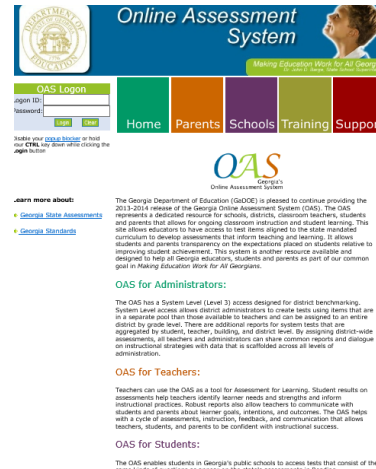 Online Assessment
System
Making Education Work for All Georgians
OAS Logon
Logon ID:
Password:
Login Clear
Disable your popup blocker or hold
your CTRL key down while clicking the
Login button
Home Parents Schools Training Support
OAS
Georgia's
Online Assessment System
Learn more about:
Georgia State Assessments
Georgia Standards
The Georgia Department of Education (GaDOE) is pleased to continue providing the
2013-2014 release of the Georgia Online Assessment System (OAS). The OAS
represents a dedicated resource for schools, districts, classroom teachers, students
and parents that allows for ongoing classroom instruction and student learning. This
site allows educators to have access to test items aligned to the state mandated
curriculum to develop assessments that inform teaching and learning. It allows
students and parents transparency on the expectations placed on students relative to
improving student achievement. This system is another resource available and
designed to help all Georgia educators, students and parents as part of our common
goal in Making Education Work for All Georgians.
OAS for Administrators:
The OAS has a System Level (Level 3) access designed for district benchmarking.
System Level access allows district administrators to create tests using items that are
in a separate pool than those available to teachers and can be assigned to an entire
district by grade level. There are additional reports for system tests that are
aggregated by student, teacher, building, and district level. By assigning district-wide
assessments, all teachers and administrators can share common reports and dialogue
on instructional strategies with data that is scaffolded across all levels of
administration.
OAS for Teachers:
Teachers can use the OAS as a tool for Assessment for Learning. Student results on
assessments help teachers identify learner needs and strengths and inform
instructional practices. Robust reports also allow teachers to communicate with
students and parents about learner goals, intentions, and outcomes. The OAS helps
with a cycle of assessments, instruction, feedback, and communication that allows
teachers, students, and parents to be confident with instructional success.
OAS for Students:
The OAS enables students in Georgia's public schools to access tests that consist of the